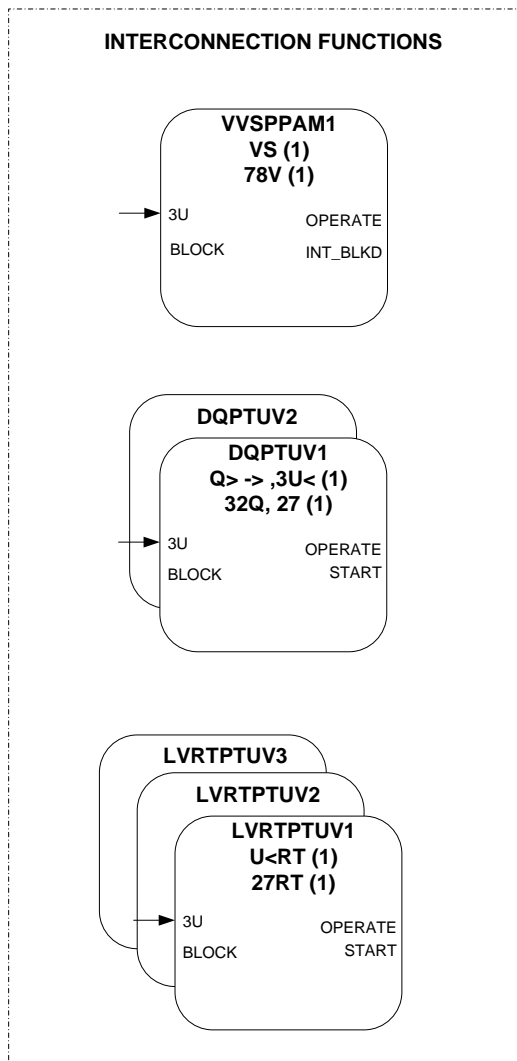 INTERCONNECTION FUNCTIONS
VVSPPAM1
VS (1)
78V (1)
3U
OPERATE
BLOCK
INT_BLKD
DQPTUV2
DQPTUV1
Q> -> ,3U< (1)
32Q, 27 (1)
3U
OPERATE
BLOCK
START
LVRTPTUV3
LVRTPTUV2
LVRTPTUV1
U<RT (1)
27RT (1)
3U
OPERATE
BLOCK
START